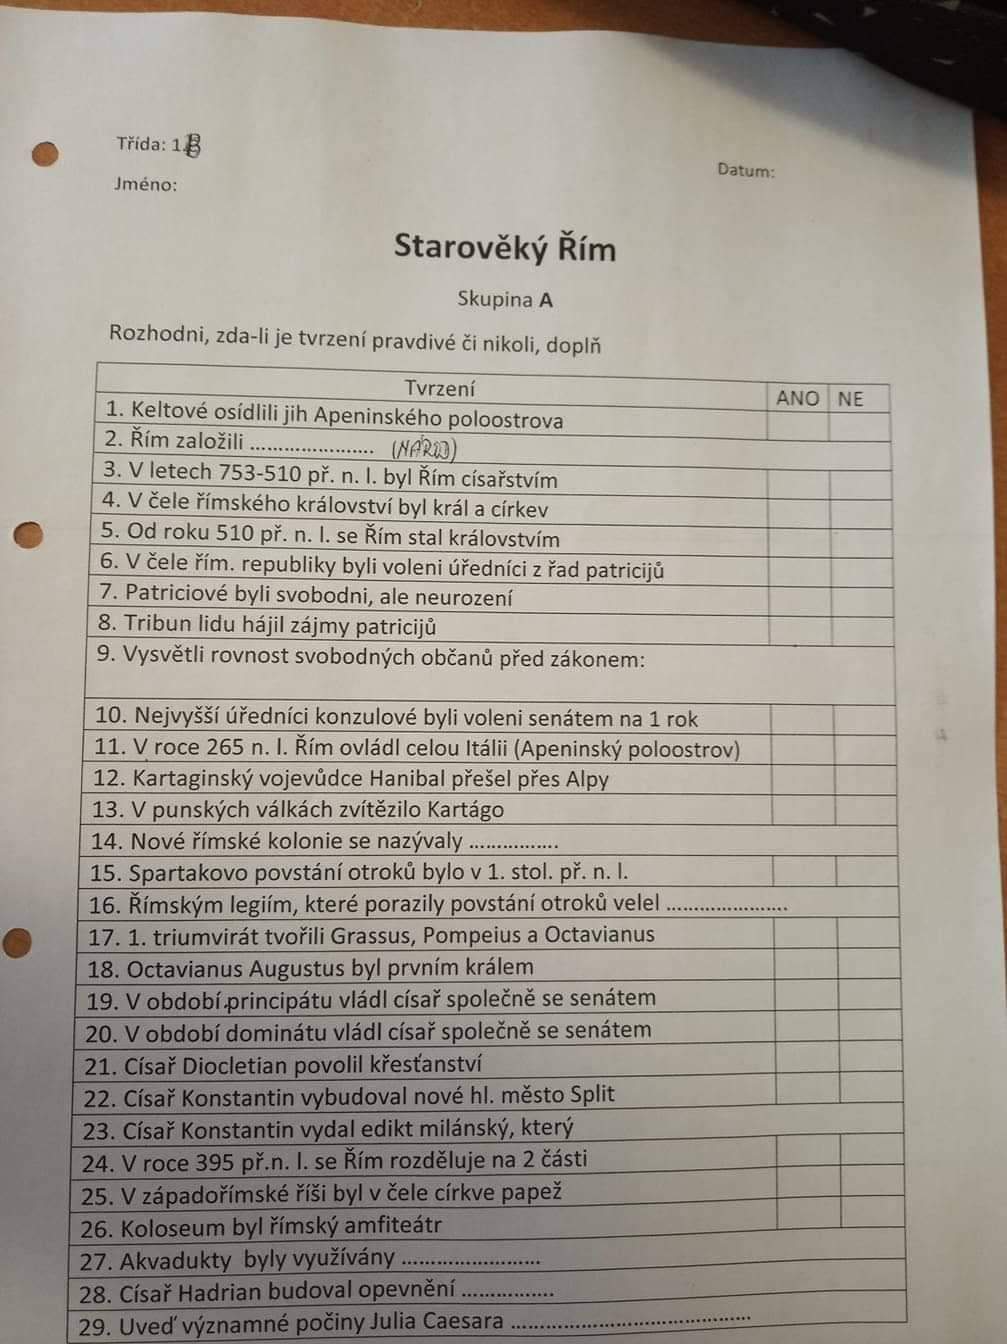 Třída: 1.B
Datum:
Jméno:
Starověký Řím
Skupina A
Rozhodni, zda-li je tvrzení pravdivé či nikoli, doplň
Tvrzení ANO NE
1. Keltové osídlili jih Apeninského poloostrova
2. Řím založili ...................... (NÁROD)
3. V letech 753-510 př. n. l. byl Řím císařstvím
4. V čele římského království byl král a církev
5. Od roku 510 př. n. l. se Řím stal královstvím
6. V čele řím. republiky byli voleni úředníci z řad patricijů
7. Patriciové byli svobodni, ale neurození
8. Tribun lidu hájil zájmy patricijů
9. Vysvětli rovnost svobodných občanů před zákonem:
10. Nejvyšší úředníci konzulové byli voleni senátem na 1 rok
11. V roce 265 n. l. Řím ovládl celou Itálii (Apeninský poloostrov)
12. Kartaginský vojevůdce Hanibal přešel přes Alpy
13. V punských válkách zvítězilo Kartágo
14. Nové římské kolonie se nazývaly ................
15. Spartakovo povstání otroků bylo v 1. stol. př. n. l.
16. Římským legiím, které porazily povstání otroků velel ......................
17. 1. triumvirát tvořili Grassus, Pompeius a Octavianus
18. Octavianus Augustus byl prvním králem
19. V období principátu vládl císař společně se senátem
20. V období dominátu vládl císař společně se senátem
21. Císař Diocletian povolil křesťanství
22. Císař Konstantin vybudoval nové hl. město Split
23. Císař Konstantin vydal edikt milánský, který
24. V roce 395 př.n. l. se Řím rozděluje na 2 části
25. V západořímské říši byl v čele církve papež
26. Koloseum byl římský amfiteátr
27. Akvadukty byly využívány .........................
28. Císař Hadrian budoval opevnění ................
29. Uveď významné počiny Julia Caesara ...........................................